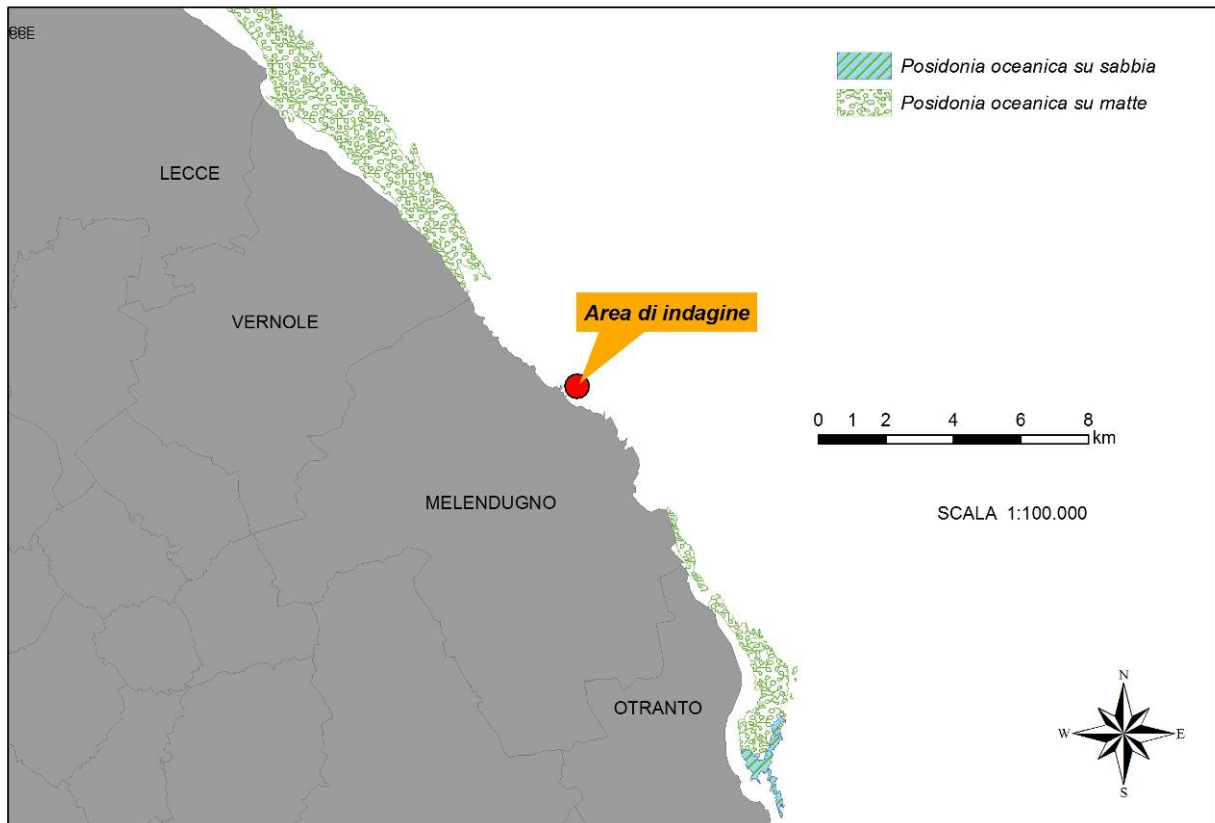 Posidonia oceanica su sabbia
Posidonia oceanica su matte
LECCE
VERNOLE
Area di indagine
0 1 2 4 6 8
km
MELENDUGNO
SCALA 1:100.000
OTRANTO
N
W E
S